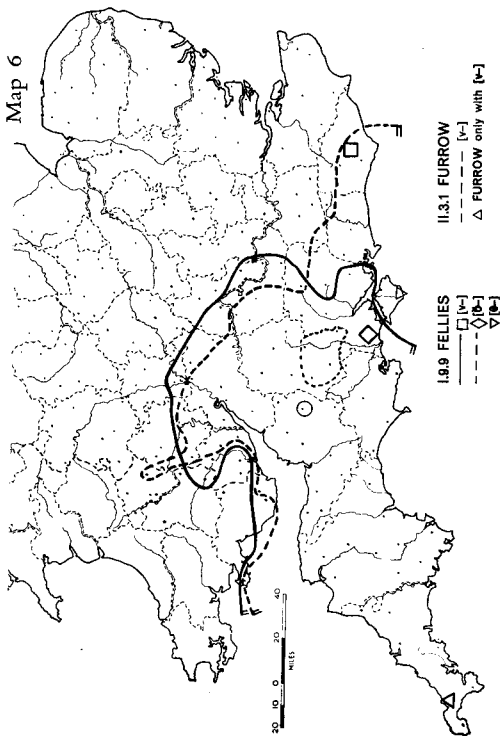 Map 6
20 10 0 20 40
MILES
I.9.9 FELLIES
[v-]
[ð-]
[θ-]
II.3.1 FURROW
[v-]
FURROW only with [v-]